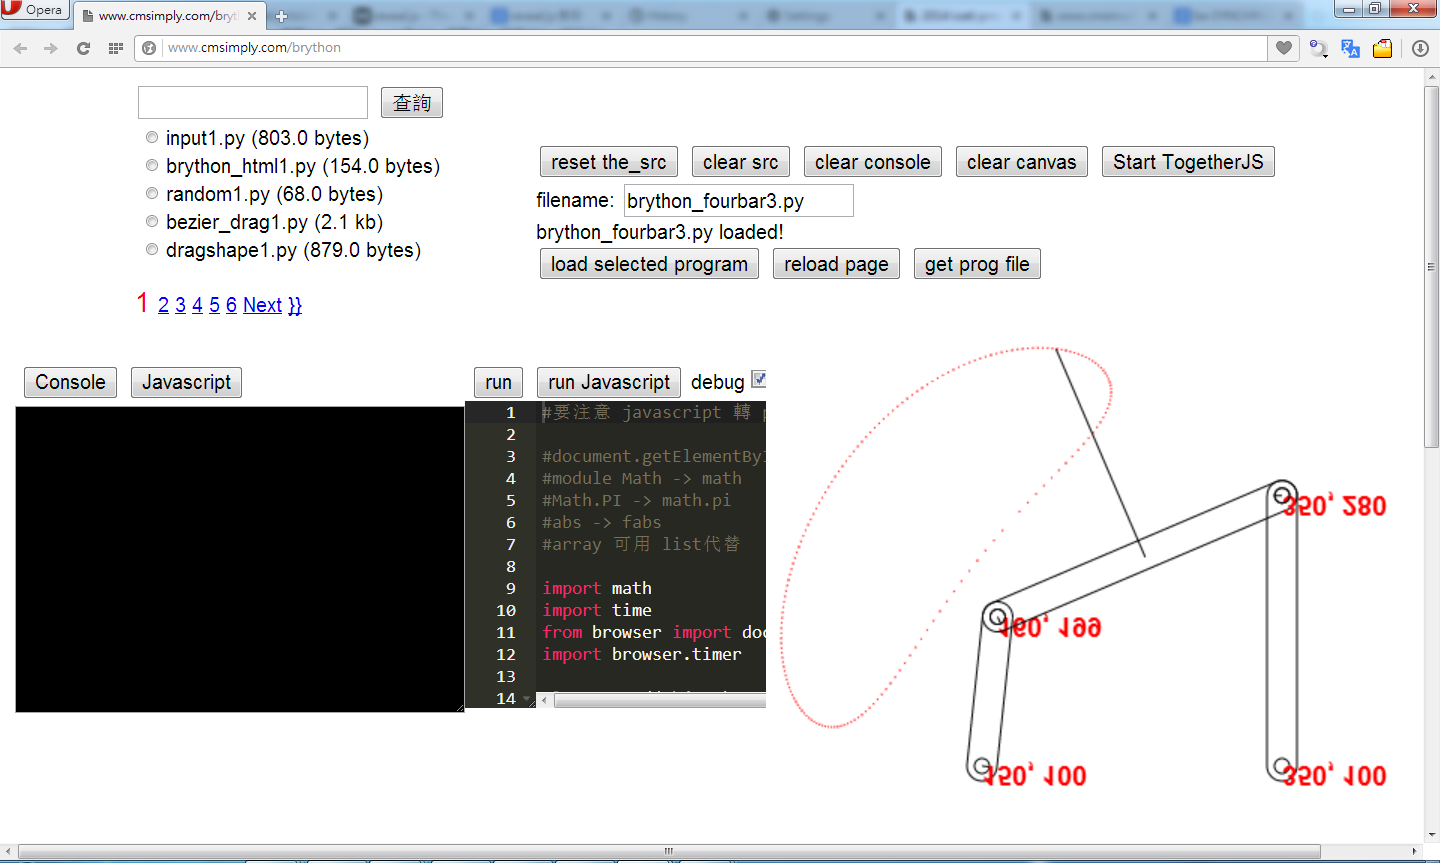 Opera
www.cmsimply.com/bryth
www.cmsimply.com/brython
查詢
input1.py (803.0 bytes)
brython_html1.py (154.0 bytes)
random1.py (68.0 bytes)
bezier_drag1.py (2.1 kb)
dragshape1.py (879.0 bytes)
1 2 3 4 5 6 Next }}
reset the_src clear src clear console clear canvas Start TogetherJS
filename: brython_fourbar3.py
brython_fourbar3.py loaded!
load selected program reload page get prog file
Console Javascript
run run Javascript debug
1 #要注意 javascript 轉 p
2
3 #document.getElementByI
4 #module Math -> math
5 #Math.PI -> math.pi
6 #abs -> fabs
7 #array 可用 list代替
8
9 import math
10 import time
11 from browser import doc
12 import browser.timer
13
14
350, 280
160, 199
150, 100
350, 100